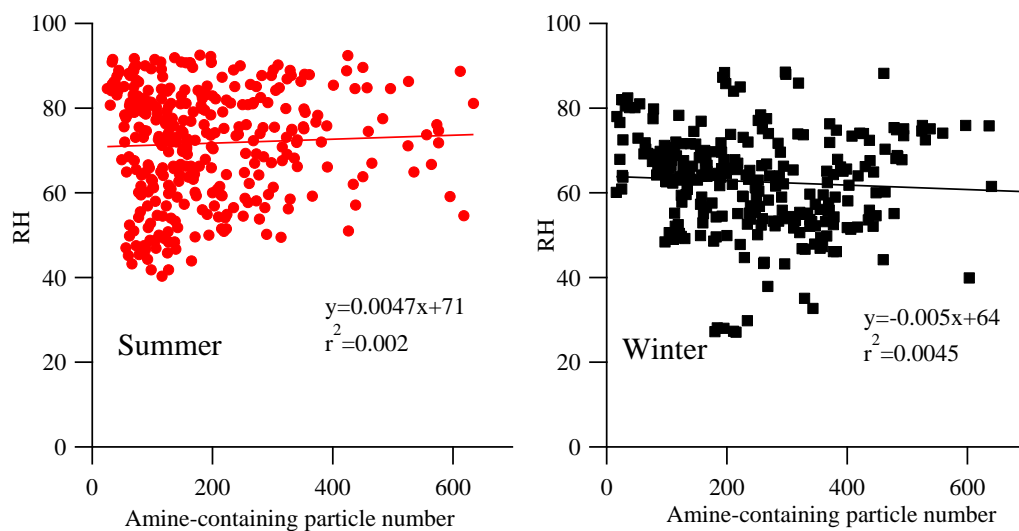 100
80
60
40
20
0
RH
y=0.0047x+71
r²=0.002
Summer
0 200 400 600
Amine-containing particle number
100
80
60
40
20
0
RH
y=-0.005x+64
r²=0.0045
Winter
0 200 400 600
Amine-containing particle number